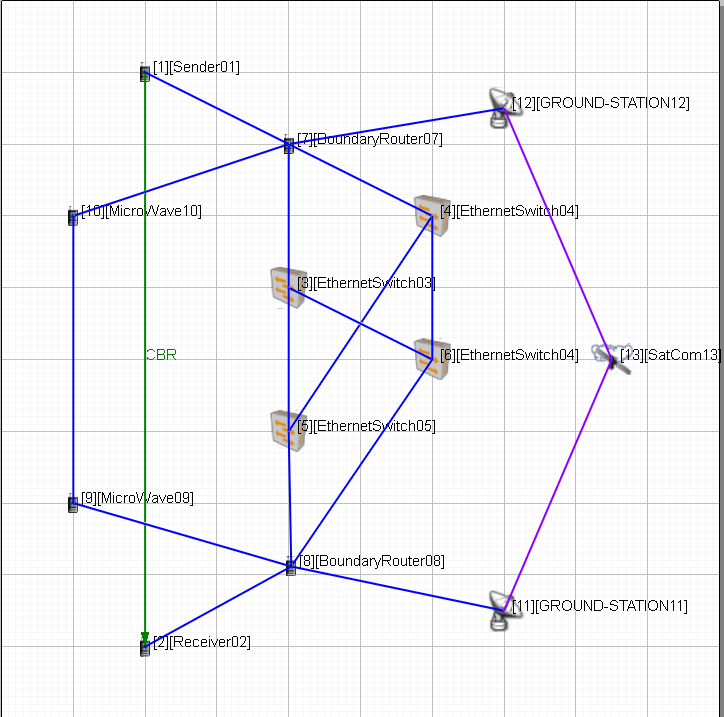 [1][Sender01]
[12][GROUND-STATION12]
[7][BoundaryRouter07]
[10][MicroWave10]
[4][EthernetSwitch04]
[3][EthernetSwitch03]
CBR
[6][EthernetSwitch04]
[13][SatCom13]
[5][EthernetSwitch05]
[9][MicroWave09]
[8][BoundaryRouter08]
[11][GROUND-STATION11]
[2][Receiver02]